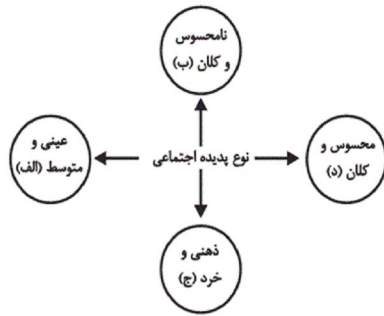 نامحسوس
و کلان (ب)
محسوس و
کلان (د)
نوع پدیده اجتماعی
عینی و
متوسط (الف)
ذهنی و
خرد (ج)